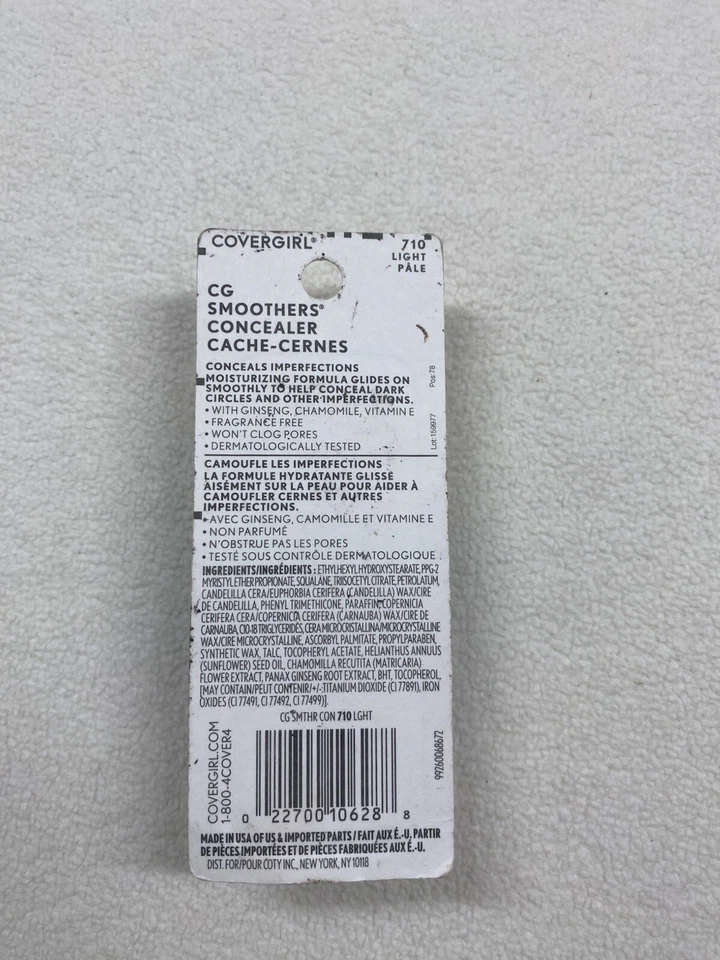 COVERGIRL®
710
LIGHT
PÂLE
CG
SMOOTHERS®
CONCEALER
CACHE-CERNES
CONCEALS IMPERFECTIONS
MOISTURIZING FORMULA GLIDES ON
SMOOTHLY TO HELP CONCEAL DARK
CIRCLES AND OTHER IMPERFECTIONS.
• WITH GINSENG, CHAMOMILE, VITAMIN E
• FRAGRANCE FREE
• WON'T CLOG PORES
• DERMATOLOGICALLY TESTED
Pos:78
Lot:159977
CAMOUFLE LES IMPERFECTIONS
LA FORMULE HYDRATANTE GLISSE
AISÉMENT SUR LA PEAU POUR AIDER À
CAMOUFLER CERNES ET AUTRES
IMPERFECTIONS.
• AVEC GINSENG, CAMOMILLE ET VITAMINE E
• NON PARFUMÉ
• N'OBSTRUE PAS LES PORES
• TESTÉ SOUS CONTRÔLE DERMATOLOGIQUE
INGREDIENTS/INGRÉDIENTS: ETHYLHEXYL HYDROXYSTEARATE, PPG-2
MYRISTYL ETHER PROPIONATE, SQUALANE, TRIISOCETYL CITRATE, PETROLATUM,
CANDELILLA CERA/EUPHORBIA CERIFERA (CANDELILLA) WAX/CIRE
DE CANDELILLA, PHENYL TRIMETHICONE, PARAFFIN, COPERNICIA
CERIFERA CERA/COPERNICIA CERIFERA (CARNAUBA) WAX/CIRE DE
CARNAUBA, C10-18 TRIGLYCERIDES, CERA MICROCRISTALLINA/MICROCRYSTALLINE
WAX/CIRE MICROCRYSTALLINE, ASCORBYL PALMITATE, PROPYLPARABEN,
SYNTHETIC WAX, TALC, TOCOPHERYL ACETATE, HELIANTHUS ANNUUS
(SUNFLOWER) SEED OIL, CHAMOMILLA RECUTITA (MATRICARIA)
FLOWER EXTRACT, PANAX GINSENG ROOT EXTRACT, BHT, TOCOPHEROL,
[MAY CONTAIN/PEUT CONTENIR/+/-:TITANIUM DIOXIDE (CI 77891), IRON
OXIDES (CI 77491, CI 77492, CI 77499)].
CG SMTHR CON 710 LGHT
COVERGIRL.COM
1-800-4COVER4
0 22700 10628 8
99260068672
MADE IN USA OF US & IMPORTED PARTS / FAIT AUX É.-U. PARTIR
DE PIÈCES IMPORTÉES ET DE PIÈCES FABRIQUÉES AUX É.-U.
DIST. FOR/POUR COTY INC., NEW YORK, NY 10118